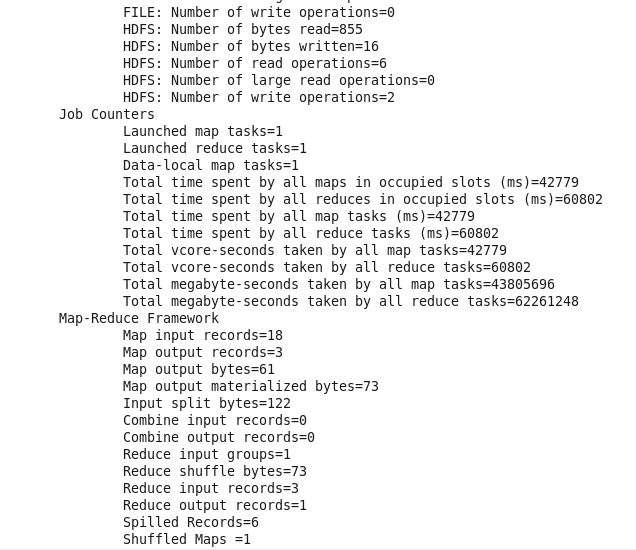 FILE: Number of write operations=0
HDFS: Number of bytes read=855
HDFS: Number of bytes written=16
HDFS: Number of read operations=6
HDFS: Number of large read operations=0
HDFS: Number of write operations=2
Job Counters
Launched map tasks=1
Launched reduce tasks=1
Data-local map tasks=1
Total time spent by all maps in occupied slots (ms)=42779
Total time spent by all reduces in occupied slots (ms)=60802
Total time spent by all map tasks (ms)=42779
Total time spent by all reduce tasks (ms)=60802
Total vcore-seconds taken by all map tasks=42779
Total vcore-seconds taken by all reduce tasks=60802
Total megabyte-seconds taken by all map tasks=43805696
Total megabyte-seconds taken by all reduce tasks=62261248
Map-Reduce Framework
Map input records=18
Map output records=3
Map output bytes=61
Map output materialized bytes=73
Input split bytes=122
Combine input records=0
Combine output records=0
Reduce input groups=1
Reduce shuffle bytes=73
Reduce input records=3
Reduce output records=1
Spilled Records=6
Shuffled Maps =1